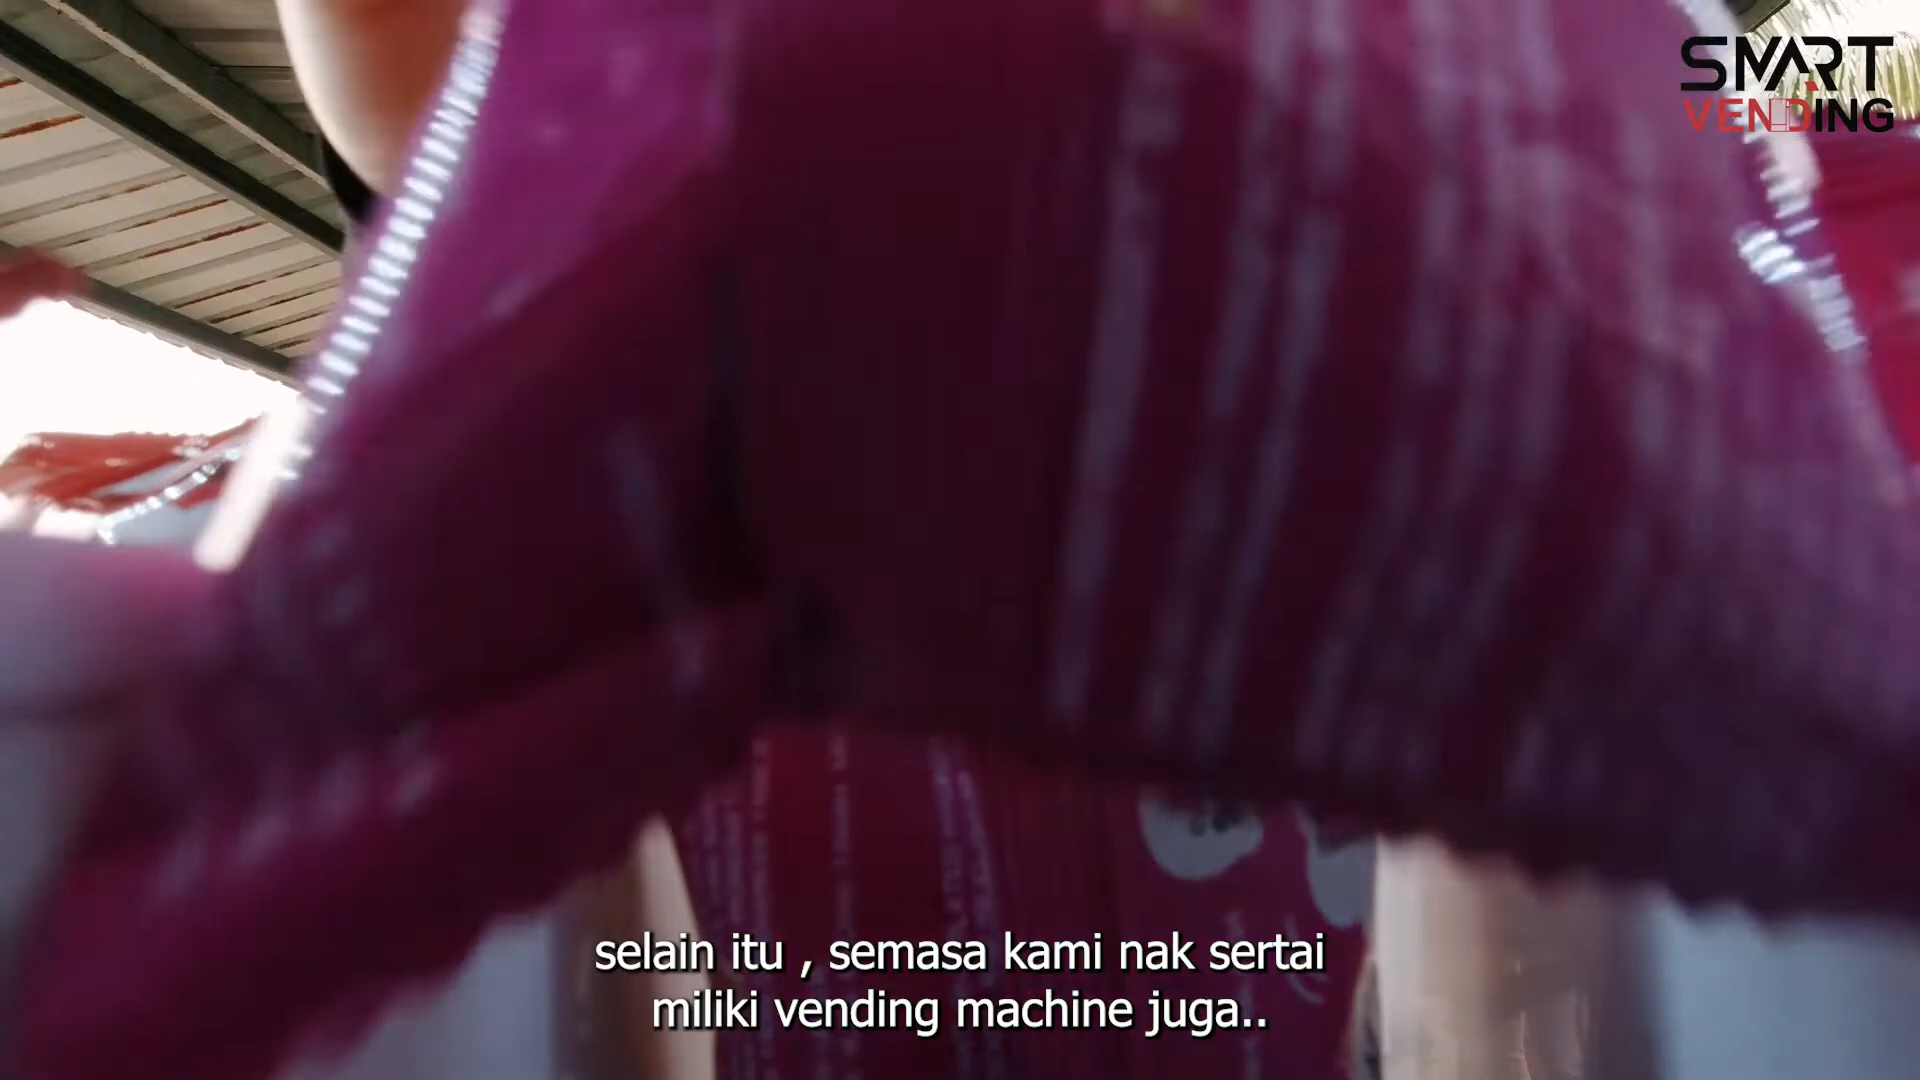 SMART
VENDING
selain itu , semasa kami nak sertai
miliki vending machine juga..